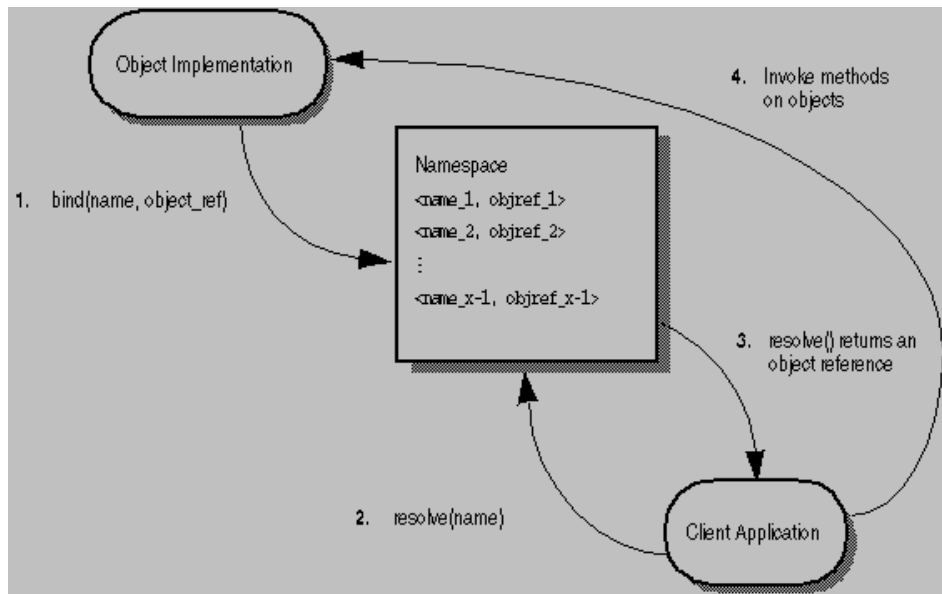 Object Implementation
4. Invoke methods
on objects
Namespace
<name_1, objref_1>
<name_2, objref_2>
⋮
<name_x-1, objref_x-1>
1. bind(name, object_ref)
3. resolve() returns an
object reference
2. resolve(name)
Client Application